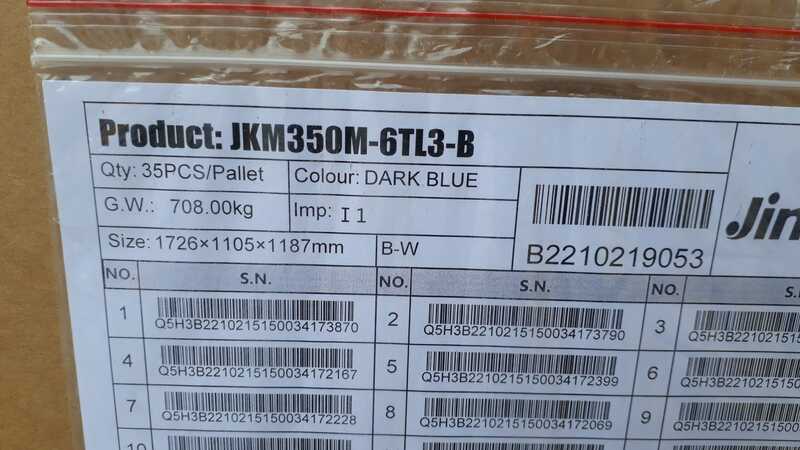 Product: JKM350M-6TL3-B
Qty: 35PCS/Pallet Colour: DARK BLUE
G.W.: 708.00kg Imp: I1
Size: 1726×1105×1187mm B-W
B2210219053
NO. S.N. NO. S.N. NO.
1 Q5H3B2210215150034173870 2 Q5H3B2210215150034173790 3
4 Q5H3B2210215150034172167 5 Q5H3B2210215150034172399 6
7 Q5H3B2210215150034172228 8 Q5H3B2210215150034172069 9